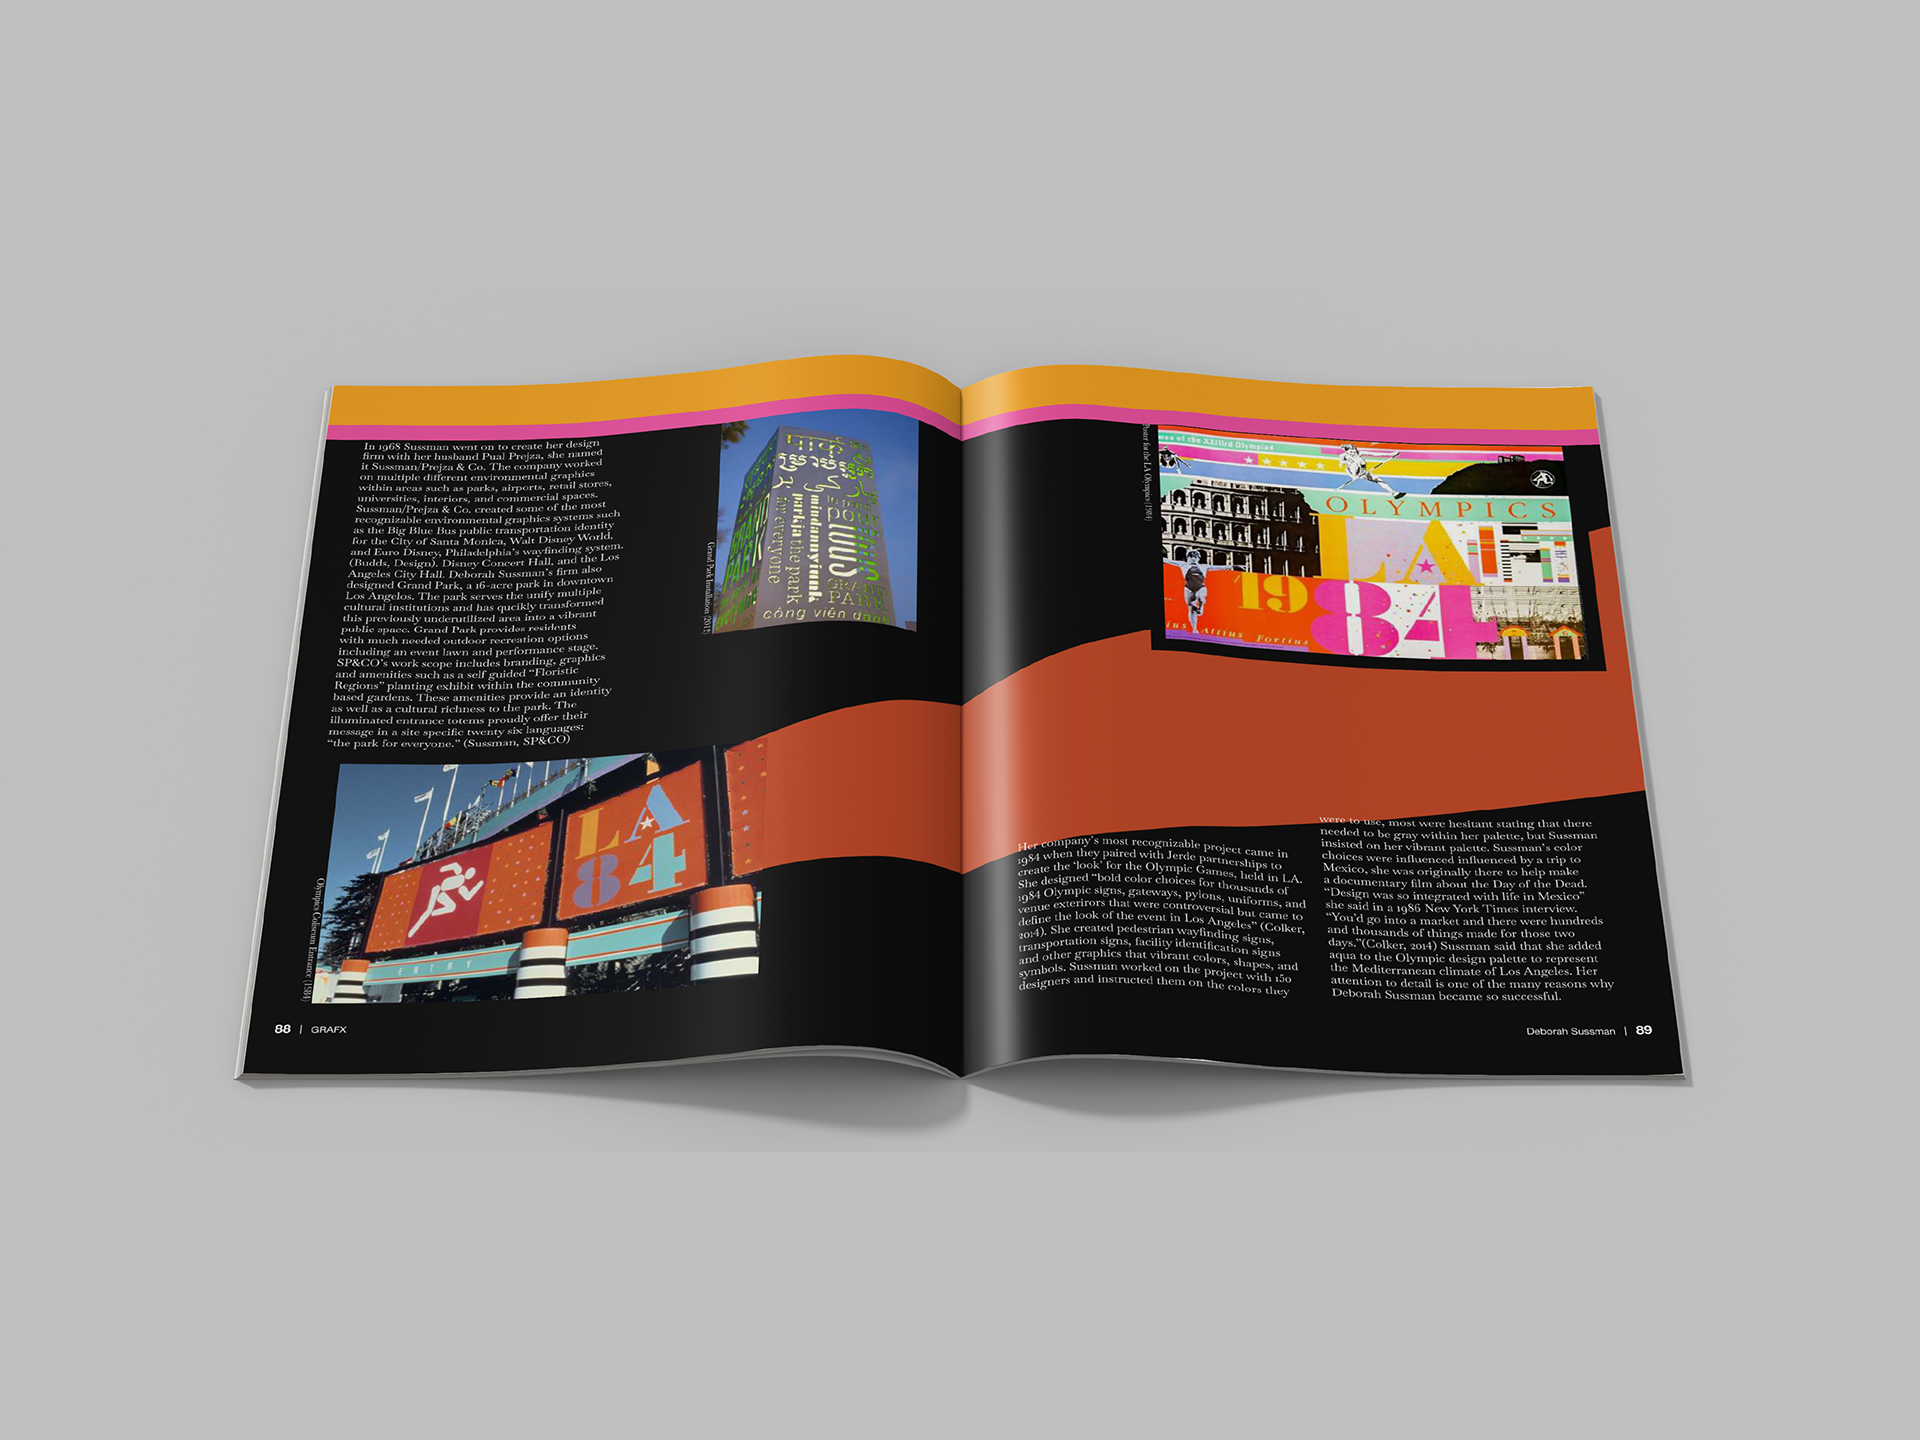 In 1968 Sussman went on to create her design
firm with her husband Pual Prejza, she named
it Sussman/Prejza & Co. The company worked
on multiple different environmental graphics
within areas such as parks, airports, retail stores,
universities, interiors, and commercial spaces.
Sussman/Prejza & Co. created some of the most
recognizable environmental graphics systems such
as the Big Blue Bus public transportation identity
for the City of Santa Monica, Walt Disney World,
and Euro Disney, Philadelphia's wayfinding system.
(Budds, Design). Disney Concert Hall, and the Los
Angeles City Hall. Deborah Sussman's firm also
designed Grand Park, a 16-acre park in downtown
Los Angelos. The park serves the unify multiple
cultural institutions and has qucikly transformed
this previously underutilized area into a vibrant
public space. Grand Park provides residents
with much needed outdoor recreation options
including an event lawn and performance stage.
SP&CO's work scope includes branding, graphics
and amenities such as a self guided “Floristic
Regions” planting exhibit within the community
based gardens. These amenities provide an identity
as well as a cultural richness to the park. The
illuminated entrance totems proudly offer their
message in a site specific twenty six languages:
“the park for everyone.” (Sussman, SP&CO)
Grand Park Installation (2012)
पार्क
the park
for everyone
parkja
GRAND
PARK
công viên dành
LA
84
ENTRY
Olympics Coliseum Entrance (1984)
88 | GRAFX
Poster for the LA Olympics (1984)
of the XXIIIrd Olympiad
OLYMPICS
LA
1984
Altius Fortius
Her company's most recognizable project came in
1984 when they paired with Jerde partnerships to
create the 'look' for the Olympic Games, held in LA.
She designed “bold color choices for thousands of
1984 Olympic signs, gateways, pylons, uniforms, and
venue exterirors that were controversial but came to
define the look of the event in Los Angeles” (Colker,
2014). She created pedestrian wayfinding signs,
transportation signs, facility identification signs
and other graphics that vibrant colors, shapes, and
symbols. Sussman worked on the project with 150
designers and instructed them on the colors they
were to use, most were hesitant stating that there
needed to be gray within her palette, but Sussman
insisted on her vibrant palette. Sussman's color
choices were influenced influenced by a trip to
Mexico, she was originally there to help make
a documentary film about the Day of the Dead.
“Design was so integrated with life in Mexico”
she said in a 1986 New York Times interview.
“You'd go into a market and there were hundreds
and thousands of things made for those two
days.”(Colker, 2014) Sussman said that she added
aqua to the Olympic design palette to represent
the Mediterranean climate of Los Angeles. Her
attention to detail is one of the many reasons why
Deborah Sussman became so successful.
Deborah Sussman | 89